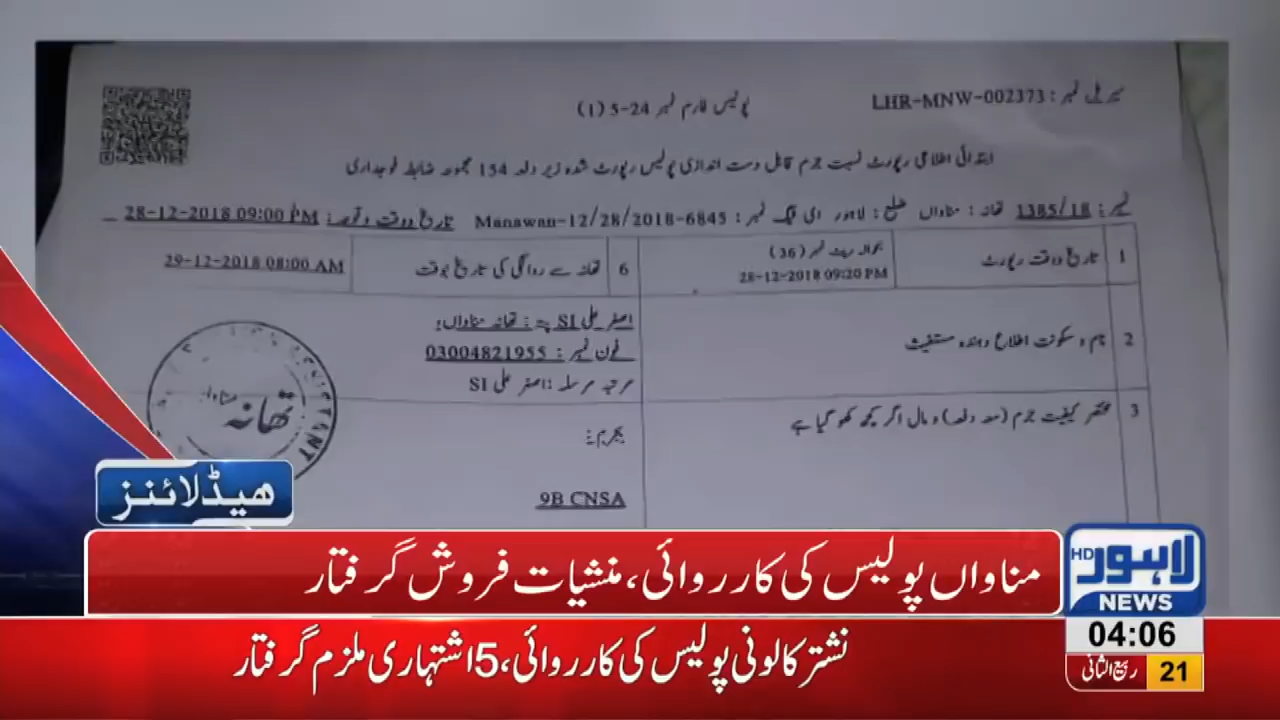 سیریل نمبر: LHR-MNW-002373
پولیس فارم نمبر 24-5 (1)
ابتدائی اطلاعی رپورٹ نسبت جرم قابل دست اندازی پولیس رپورٹ شدہ زیر دفعہ 154 مجموعہ ضابطہ فوجداری
نمبر: 1385/18 تھانہ: مناواں ضلع: لاہور ای ٹیگ نمبر: Manawan-12/28/2018-6845 تاریخ ووقت وقوعہ: 28-12-2018 09:00 PM
1 تاریخ ووقت رپورٹ
بحوالہ رپٹ نمبر (36)
28-12-2018 09:20 PM
6 تھانہ سے روانگی کی تاریخ بوقت
29-12-2018 08:00 AM
2 نام و سکونت اطلاع دہندہ مستغیث
اصغر علی SI پتہ: تھانہ مناواں؛
فون نمبر: 03004821955
مرتبہ مرسلہ: اصغر علی SI
3 مختصر کیفیت جرم (معہ دفعہ) و مال اگر کچھ کھو گیا ہے
بجرم:
9B CNSA
تھانہ
ہیڈلائنز
مناواں پولیس کی کارروائی، منشیات فروش گرفتار
نشتر کالونی پولیس کی کارروائی، 5 اشتہاری ملزم گرفتار
لاہور HD
NEWS
04:06
21 ربیع الثانی